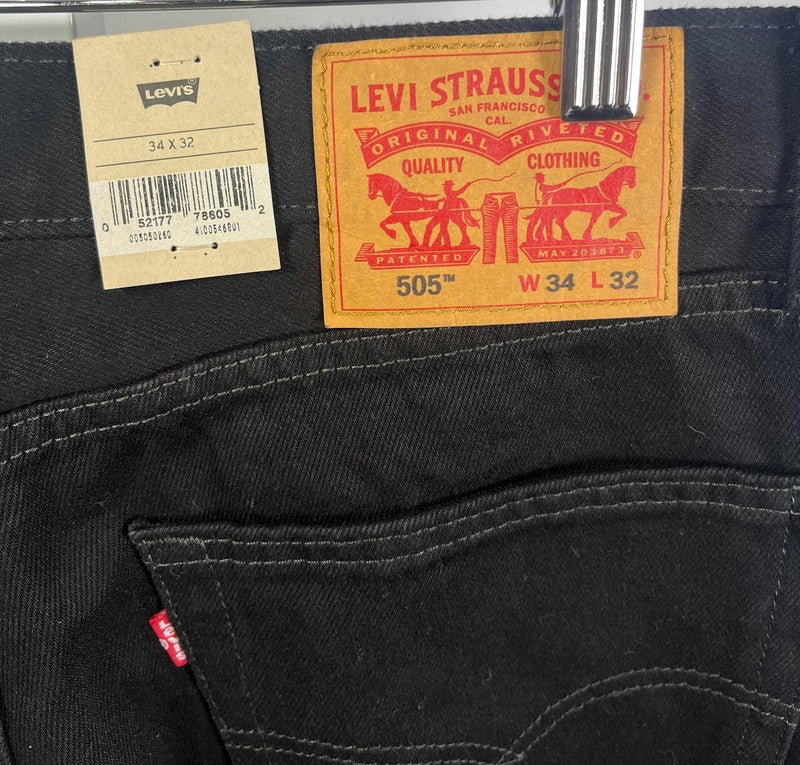 LEVI'S
34 X 32
0 52177 78605 2
005050260
LEVI STRAUSS
SAN FRANCISCO
CAL.
ORIGINAL RIVETED
QUALITY CLOTHING
PATENTED MAY 20 1873 ®
505™ W 34 L 32
LEVI'S